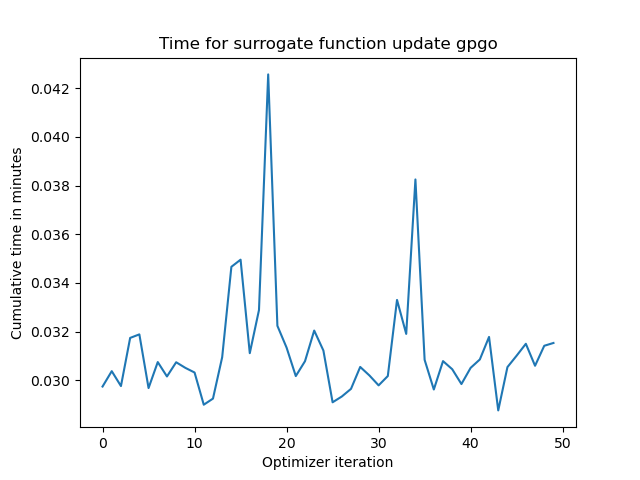 Time for surrogate function update gpgo
Cumulative time in minutes
0.042
0.040
0.038
0.036
0.034
0.032
0.030
0 10 20 30 40 50
Optimizer iteration